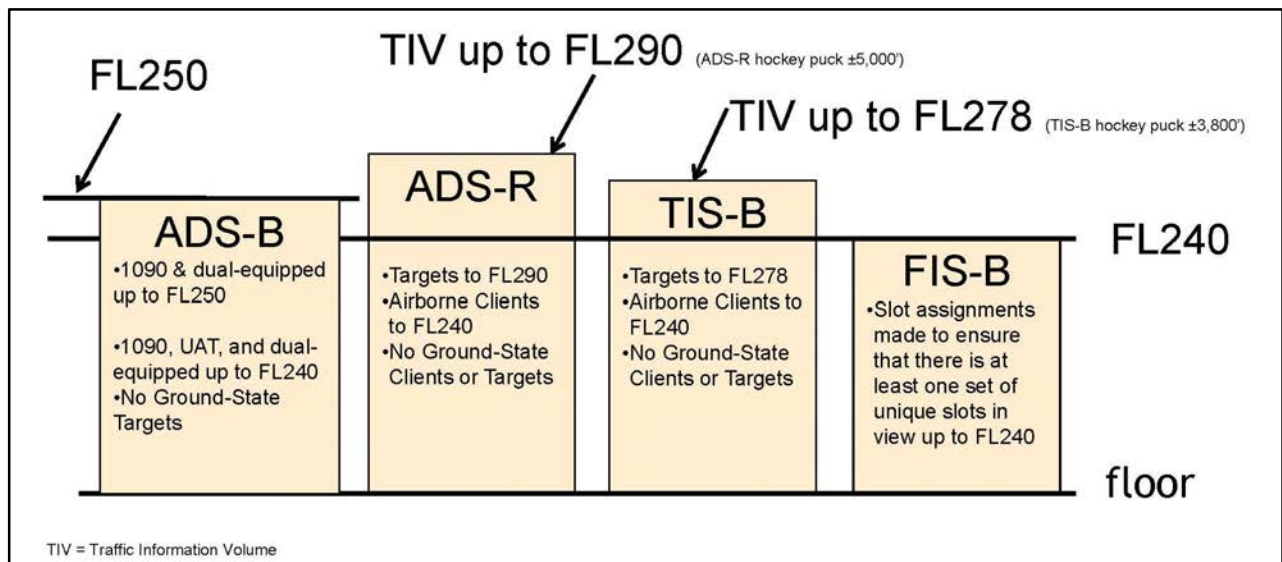 FL250
TIV up to FL290 (ADS-R hockey puck ±5,000')
TIV up to FL278 (TIS-B hockey puck ±3,800')
FL240
ADS-B
•1090 & dual-equipped
up to FL250
•1090, UAT, and dual-
equipped up to FL240
•No Ground-State
Targets
ADS-R
•Targets to FL290
•Airborne Clients
to FL240
•No Ground-State
Clients or Targets
TIS-B
•Targets to FL278
•Airborne Clients to
FL240
•No Ground-State
Clients or Targets
FIS-B
•Slot assignments
made to ensure
that there is at
least one set of
unique slots in
view up to FL240
floor
TIV = Traffic Information Volume